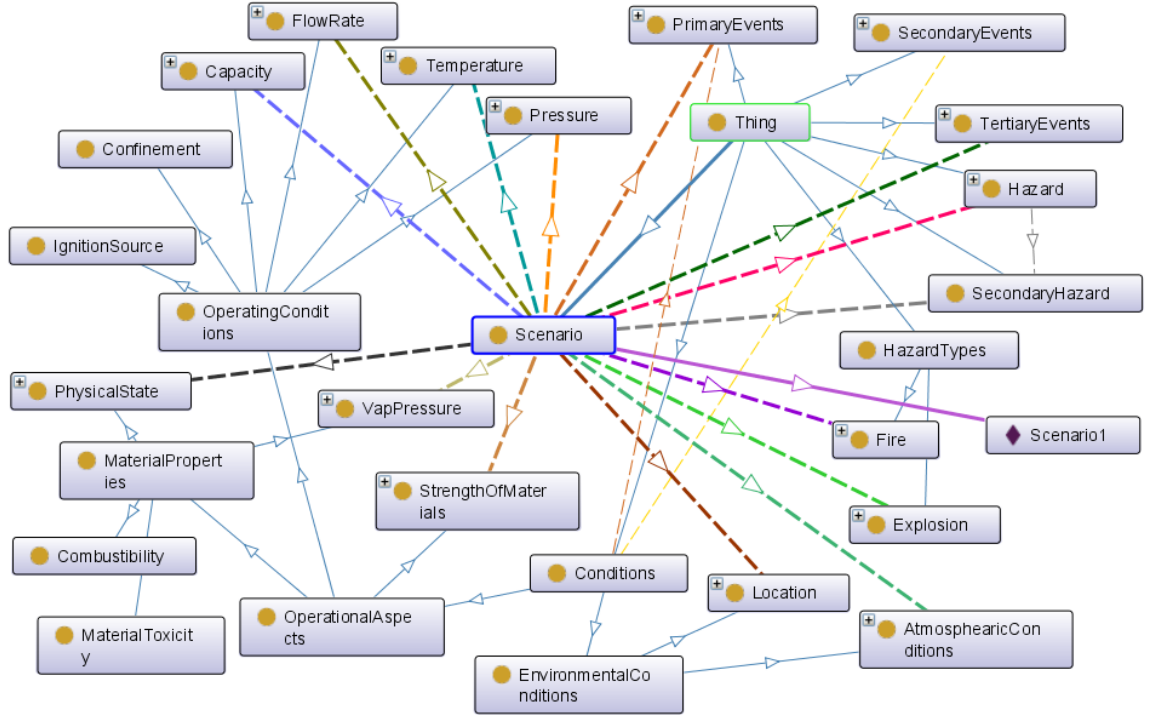 FlowRate
PrimaryEvents
SecondaryEvents
Capacity
Temperature
Pressure
Thing
TertiaryEvents
Confinement
Hazard
IgnitionSource
OperatingCondit
ions
SecondaryHazard
Scenario
HazardTypes
PhysicalState
VapPressure
Fire
Scenario1
MaterialPropert
ies
StrengthOfMater
ials
Explosion
Combustibility
Conditions
Location
MaterialToxicit
y
OperationalAspe
cts
AtmosphearicCon
ditions
EnvironmentalCo
nditions